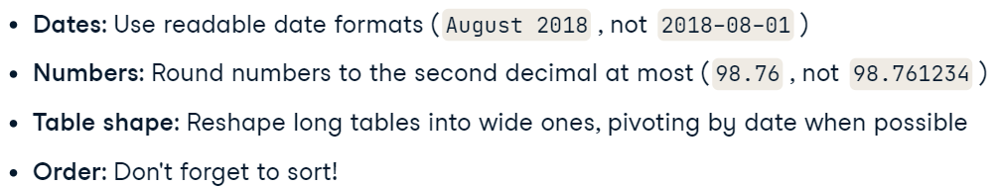 • Dates: Use readable date formats (August 2018, not 2018-08-01)
• Numbers: Round numbers to the second decimal at most (98.76, not 98.761234)
• Table shape: Reshape long tables into wide ones, pivoting by date when possible
• Order: Don't forget to sort!